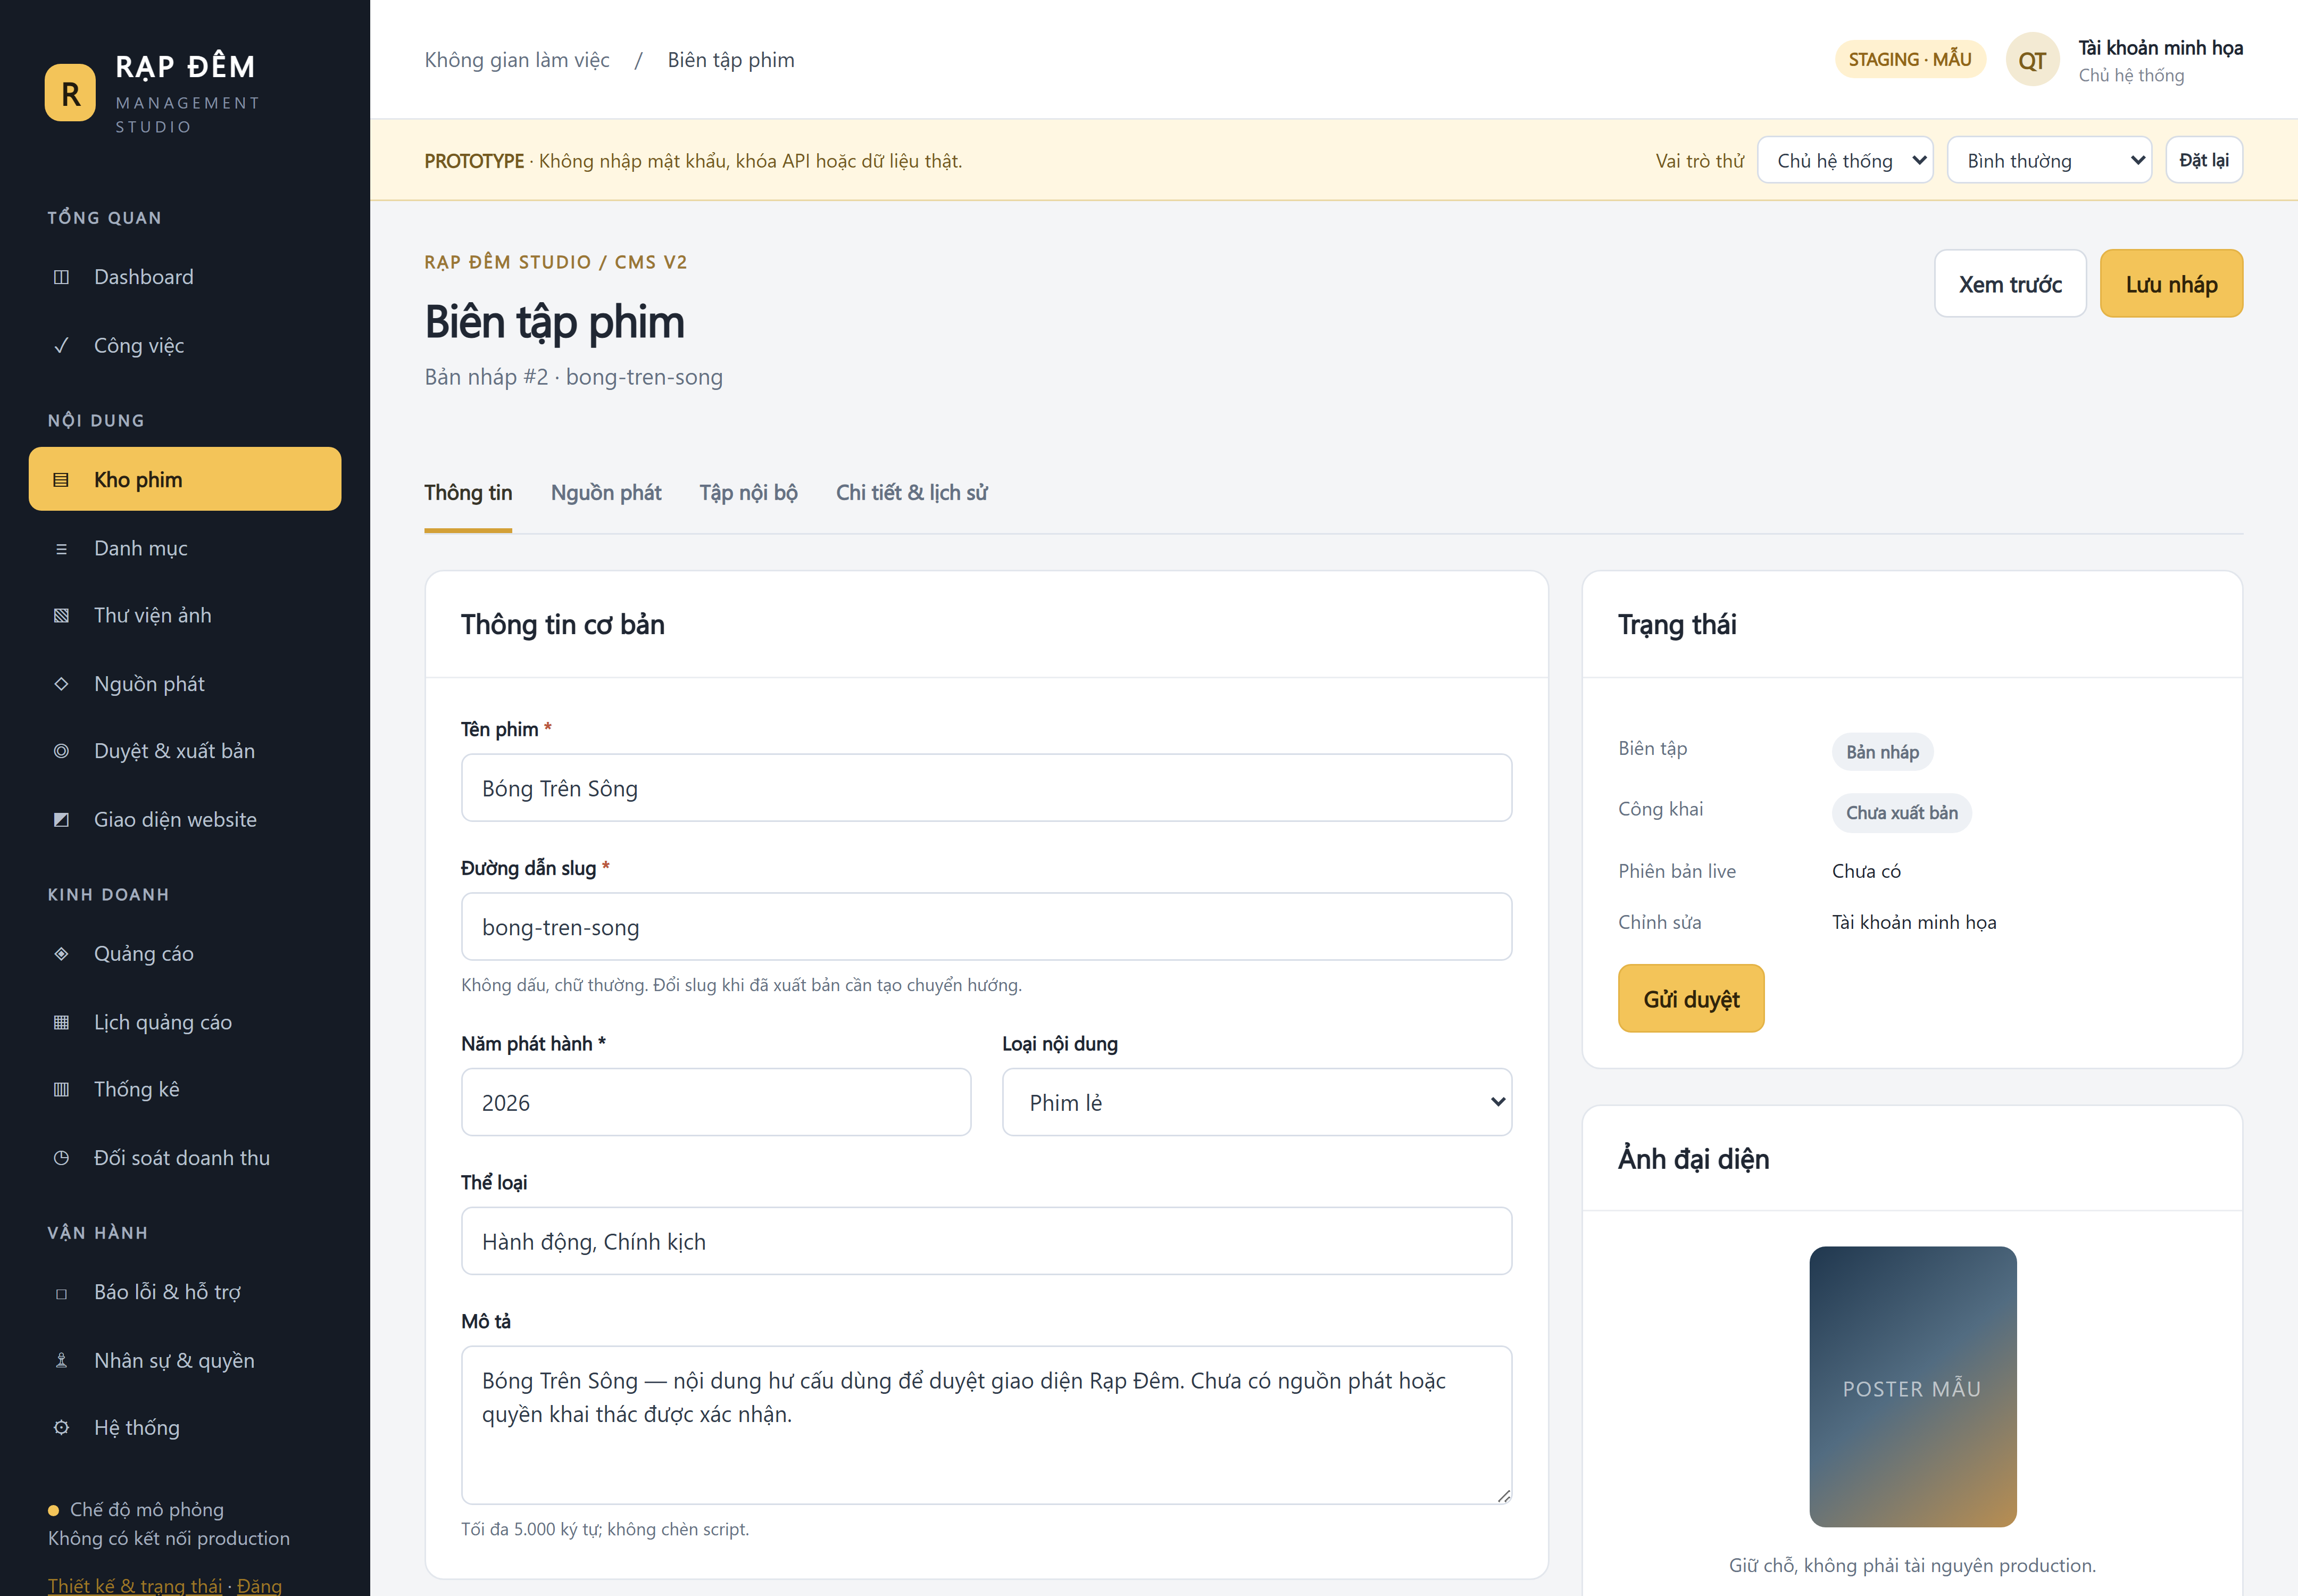 R
RẠP ĐÊM
MANAGEMENT
STUDIO
TỔNG QUAN
Dashboard
Công việc
NỘI DUNG
Kho phim
Danh mục
Thư viện ảnh
Nguồn phát
Duyệt & xuất bản
Giao diện website
KINH DOANH
Quảng cáo
Lịch quảng cáo
Thống kê
Đối soát doanh thu
VẬN HÀNH
Báo lỗi & hỗ trợ
Nhân sự & quyền
Hệ thống
Chế độ mô phỏng
Không có kết nối production
Thiết kế & trạng thái · Đăng
Không gian làm việc / Biên tập phim
STAGING · MẪU
QT
Tài khoản minh họa
Chủ hệ thống
PROTOTYPE · Không nhập mật khẩu, khóa API hoặc dữ liệu thật.
Vai trò thử
Chủ hệ thống
Bình thường
Đặt lại
RẠP ĐÊM STUDIO / CMS V2
Biên tập phim
Bản nháp #2 · bong-tren-song
Xem trước
Lưu nháp
Thông tin
Nguồn phát
Tập nội bộ
Chi tiết & lịch sử
Thông tin cơ bản
Tên phim *
Bóng Trên Sông
Đường dẫn slug *
bong-tren-song
Không dấu, chữ thường. Đổi slug khi đã xuất bản cần tạo chuyển hướng.
Năm phát hành *
Loại nội dung
2026
Phim lẻ
Thể loại
Hành động, Chính kịch
Mô tả
Bóng Trên Sông — nội dung hư cấu dùng để duyệt giao diện Rạp Đêm. Chưa có nguồn phát hoặc
quyền khai thác được xác nhận.
Tối đa 5.000 ký tự; không chèn script.
Trạng thái
Biên tập
Bản nháp
Công khai
Chưa xuất bản
Phiên bản live
Chưa có
Chỉnh sửa
Tài khoản minh họa
Gửi duyệt
Ảnh đại diện
POSTER MẪU
Giữ chỗ, không phải tài nguyên production.